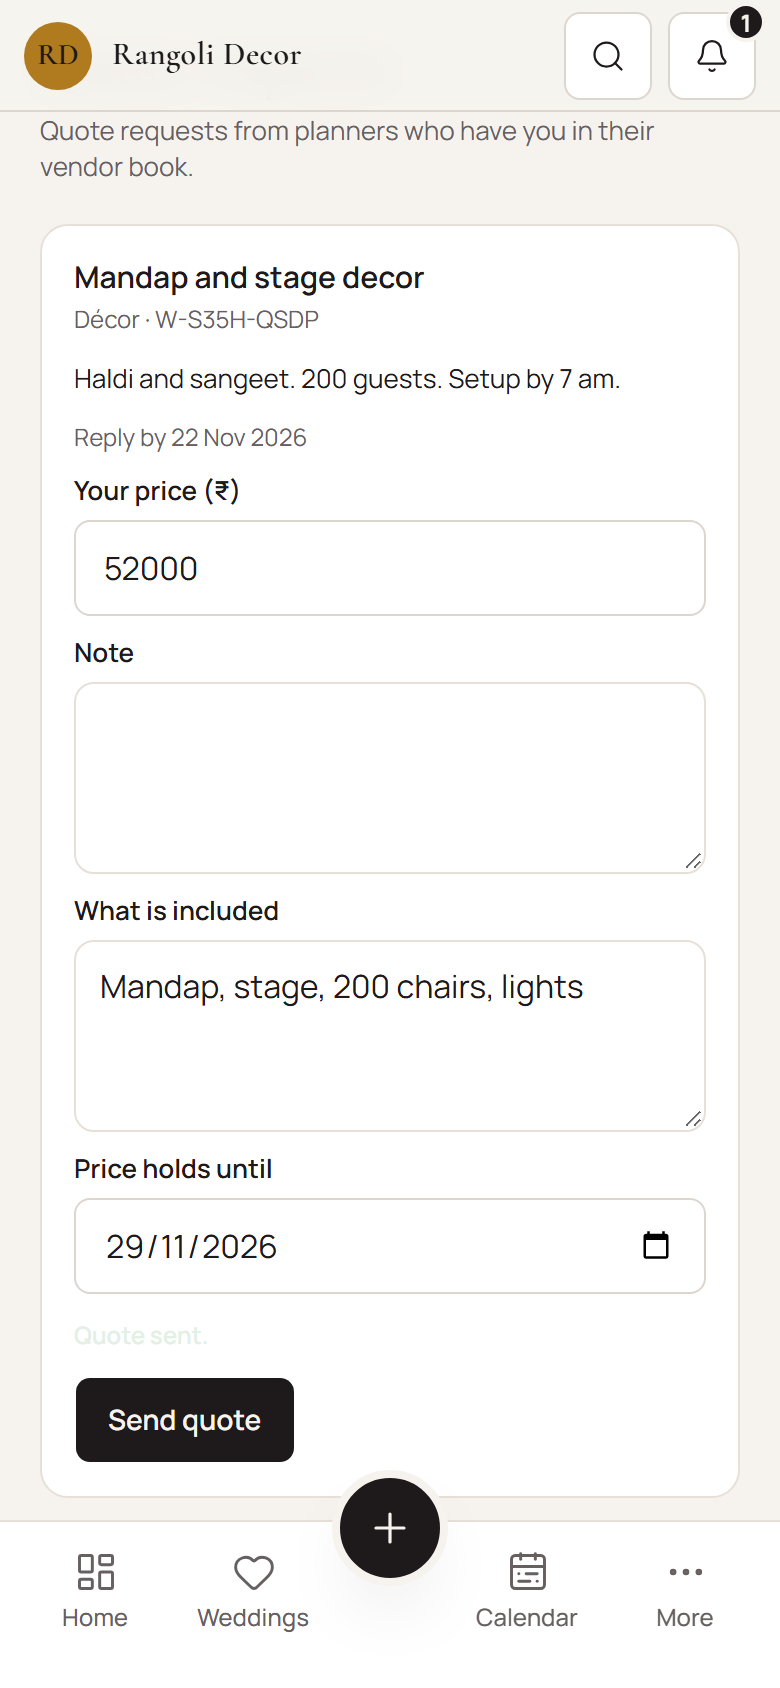 RD Rangoli Decor
1
Quote requests from planners who have you in their
vendor book.
Mandap and stage decor
Décor · W-S35H-QSDP
Haldi and sangeet. 200 guests. Setup by 7 am.
Reply by 22 Nov 2026
Your price (₹)
52000
Note
What is included
Mandap, stage, 200 chairs, lights
Price holds until
29/11/2026
Quote sent.
Send quote
Home Weddings Calendar More